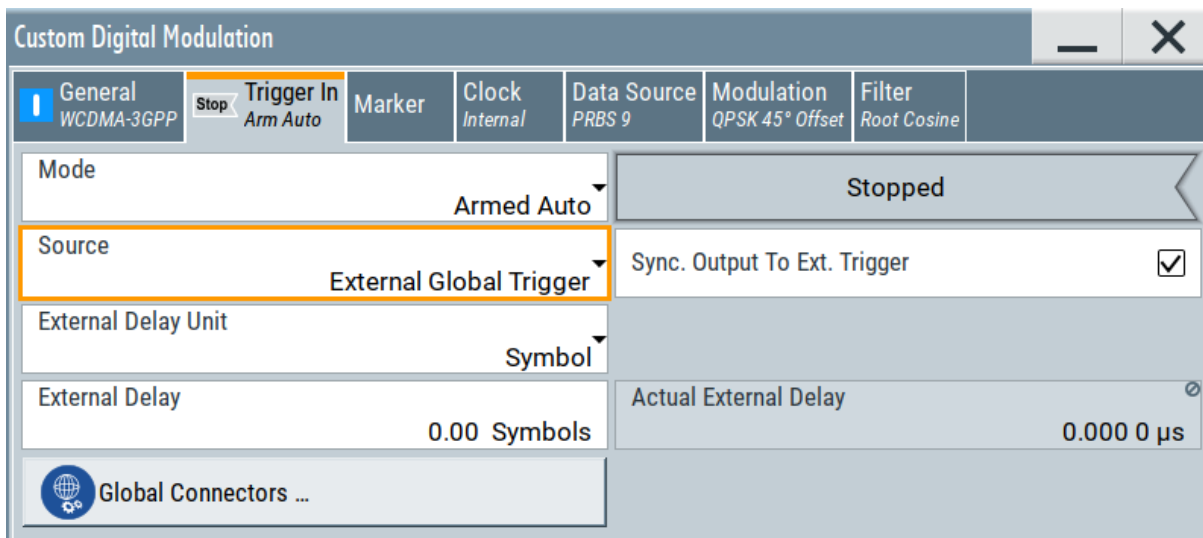 Custom Digital Modulation
General
WCDMA-3GPP
Stop
Trigger In
Arm Auto
Marker
Clock
Internal
Data Source
PRBS 9
Modulation
QPSK 45° Offset
Filter
Root Cosine
Mode
Armed Auto
Stopped
Source
External Global Trigger
Sync. Output To Ext. Trigger
External Delay Unit
Symbol
External Delay
0.00 Symbols
Actual External Delay
0.000 0 µs
Global Connectors ...